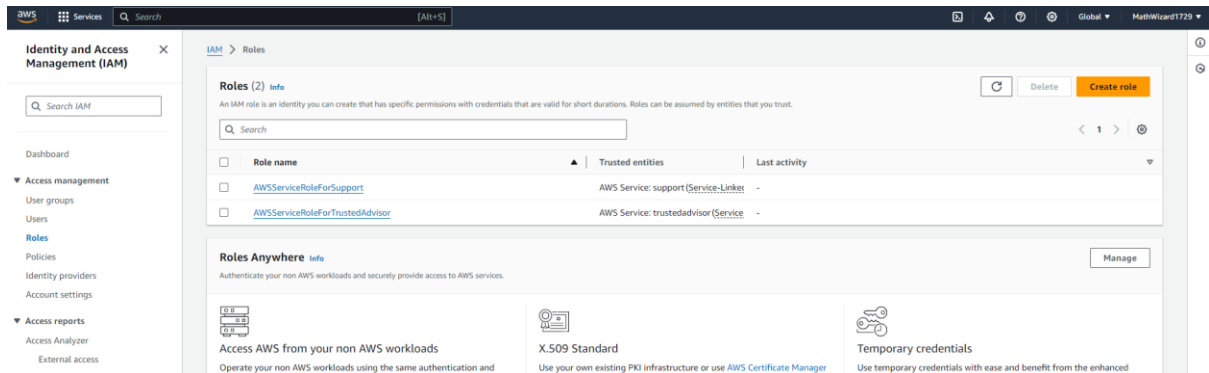 aws Services Search [Alt+S] Global MathWizard1729
Identity and Access Management (IAM)
Search IAM
Dashboard
Access management
User groups
Users
Roles
Policies
Identity providers
Account settings
Access reports
Access Analyzer
External access
IAM > Roles
Roles (2) Info
Delete Create role
An IAM role is an identity you can create that has specific permissions with credentials that are valid for short durations. Roles can be assumed by entities that you trust.
Search
1
Role name Trusted entities Last activity
AWSServiceRoleForSupport AWS Service: support (Service-Linked -
AWSServiceRoleForTrustedAdvisor AWS Service: trustedadvisor (Service -
Roles Anywhere Info
Manage
Authenticate your non AWS workloads and securely provide access to AWS services.
Access AWS from your non AWS workloads
Operate your non AWS workloads using the same authentication and
X.509 Standard
Use your own existing PKI infrastructure or use AWS Certificate Manager
Temporary credentials
Use temporary credentials with ease and benefit from the enhanced